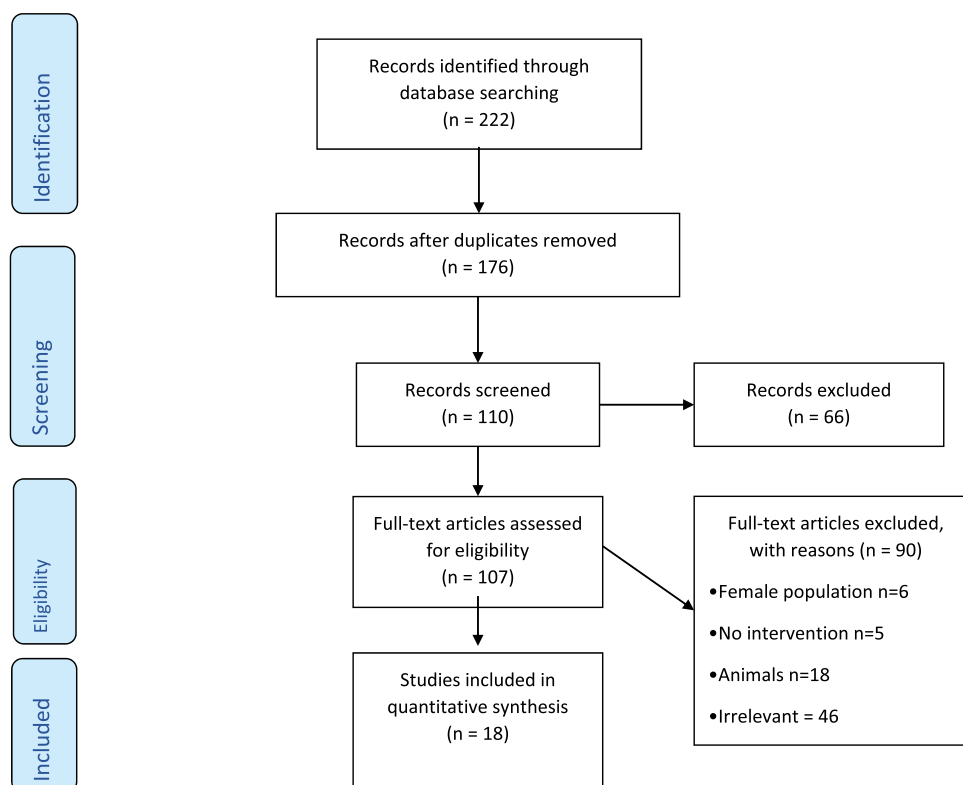 Identification
Records identified through
database searching
(n = 222)
Records after duplicates removed
(n = 176)
Screening
Records screened
(n = 110)
Records excluded
(n = 66)
Eligibility
Full-text articles assessed
for eligibility
(n = 107)
Full-text articles excluded,
with reasons (n = 90)
•Female population n=6
•No intervention n=5
•Animals n=18
•Irrelevant = 46
Included
Studies included in
quantitative synthesis
(n = 18)